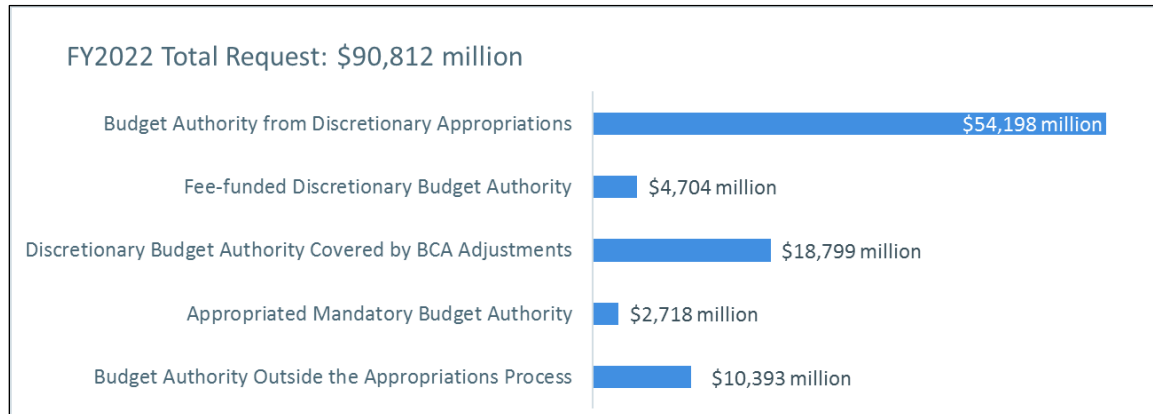 FY2022 Total Request: $90,812 million
Budget Authority from Discretionary Appropriations
$54,198 million
Fee-funded Discretionary Budget Authority
$4,704 million
Discretionary Budget Authority Covered by BCA Adjustments
$18,799 million
Appropriated Mandatory Budget Authority
$2,718 million
Budget Authority Outside the Appropriations Process
$10,393 million